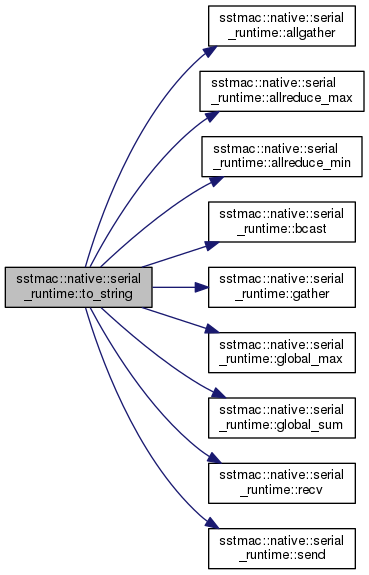 sstmac::native::serial
_runtime::allgather
sstmac::native::serial
_runtime::allreduce_max
sstmac::native::serial
_runtime::allreduce_min
sstmac::native::serial
_runtime::bcast
sstmac::native::serial
_runtime::to_string
sstmac::native::serial
_runtime::gather
sstmac::native::serial
_runtime::global_max
sstmac::native::serial
_runtime::global_sum
sstmac::native::serial
_runtime::recv
sstmac::native::serial
_runtime::send